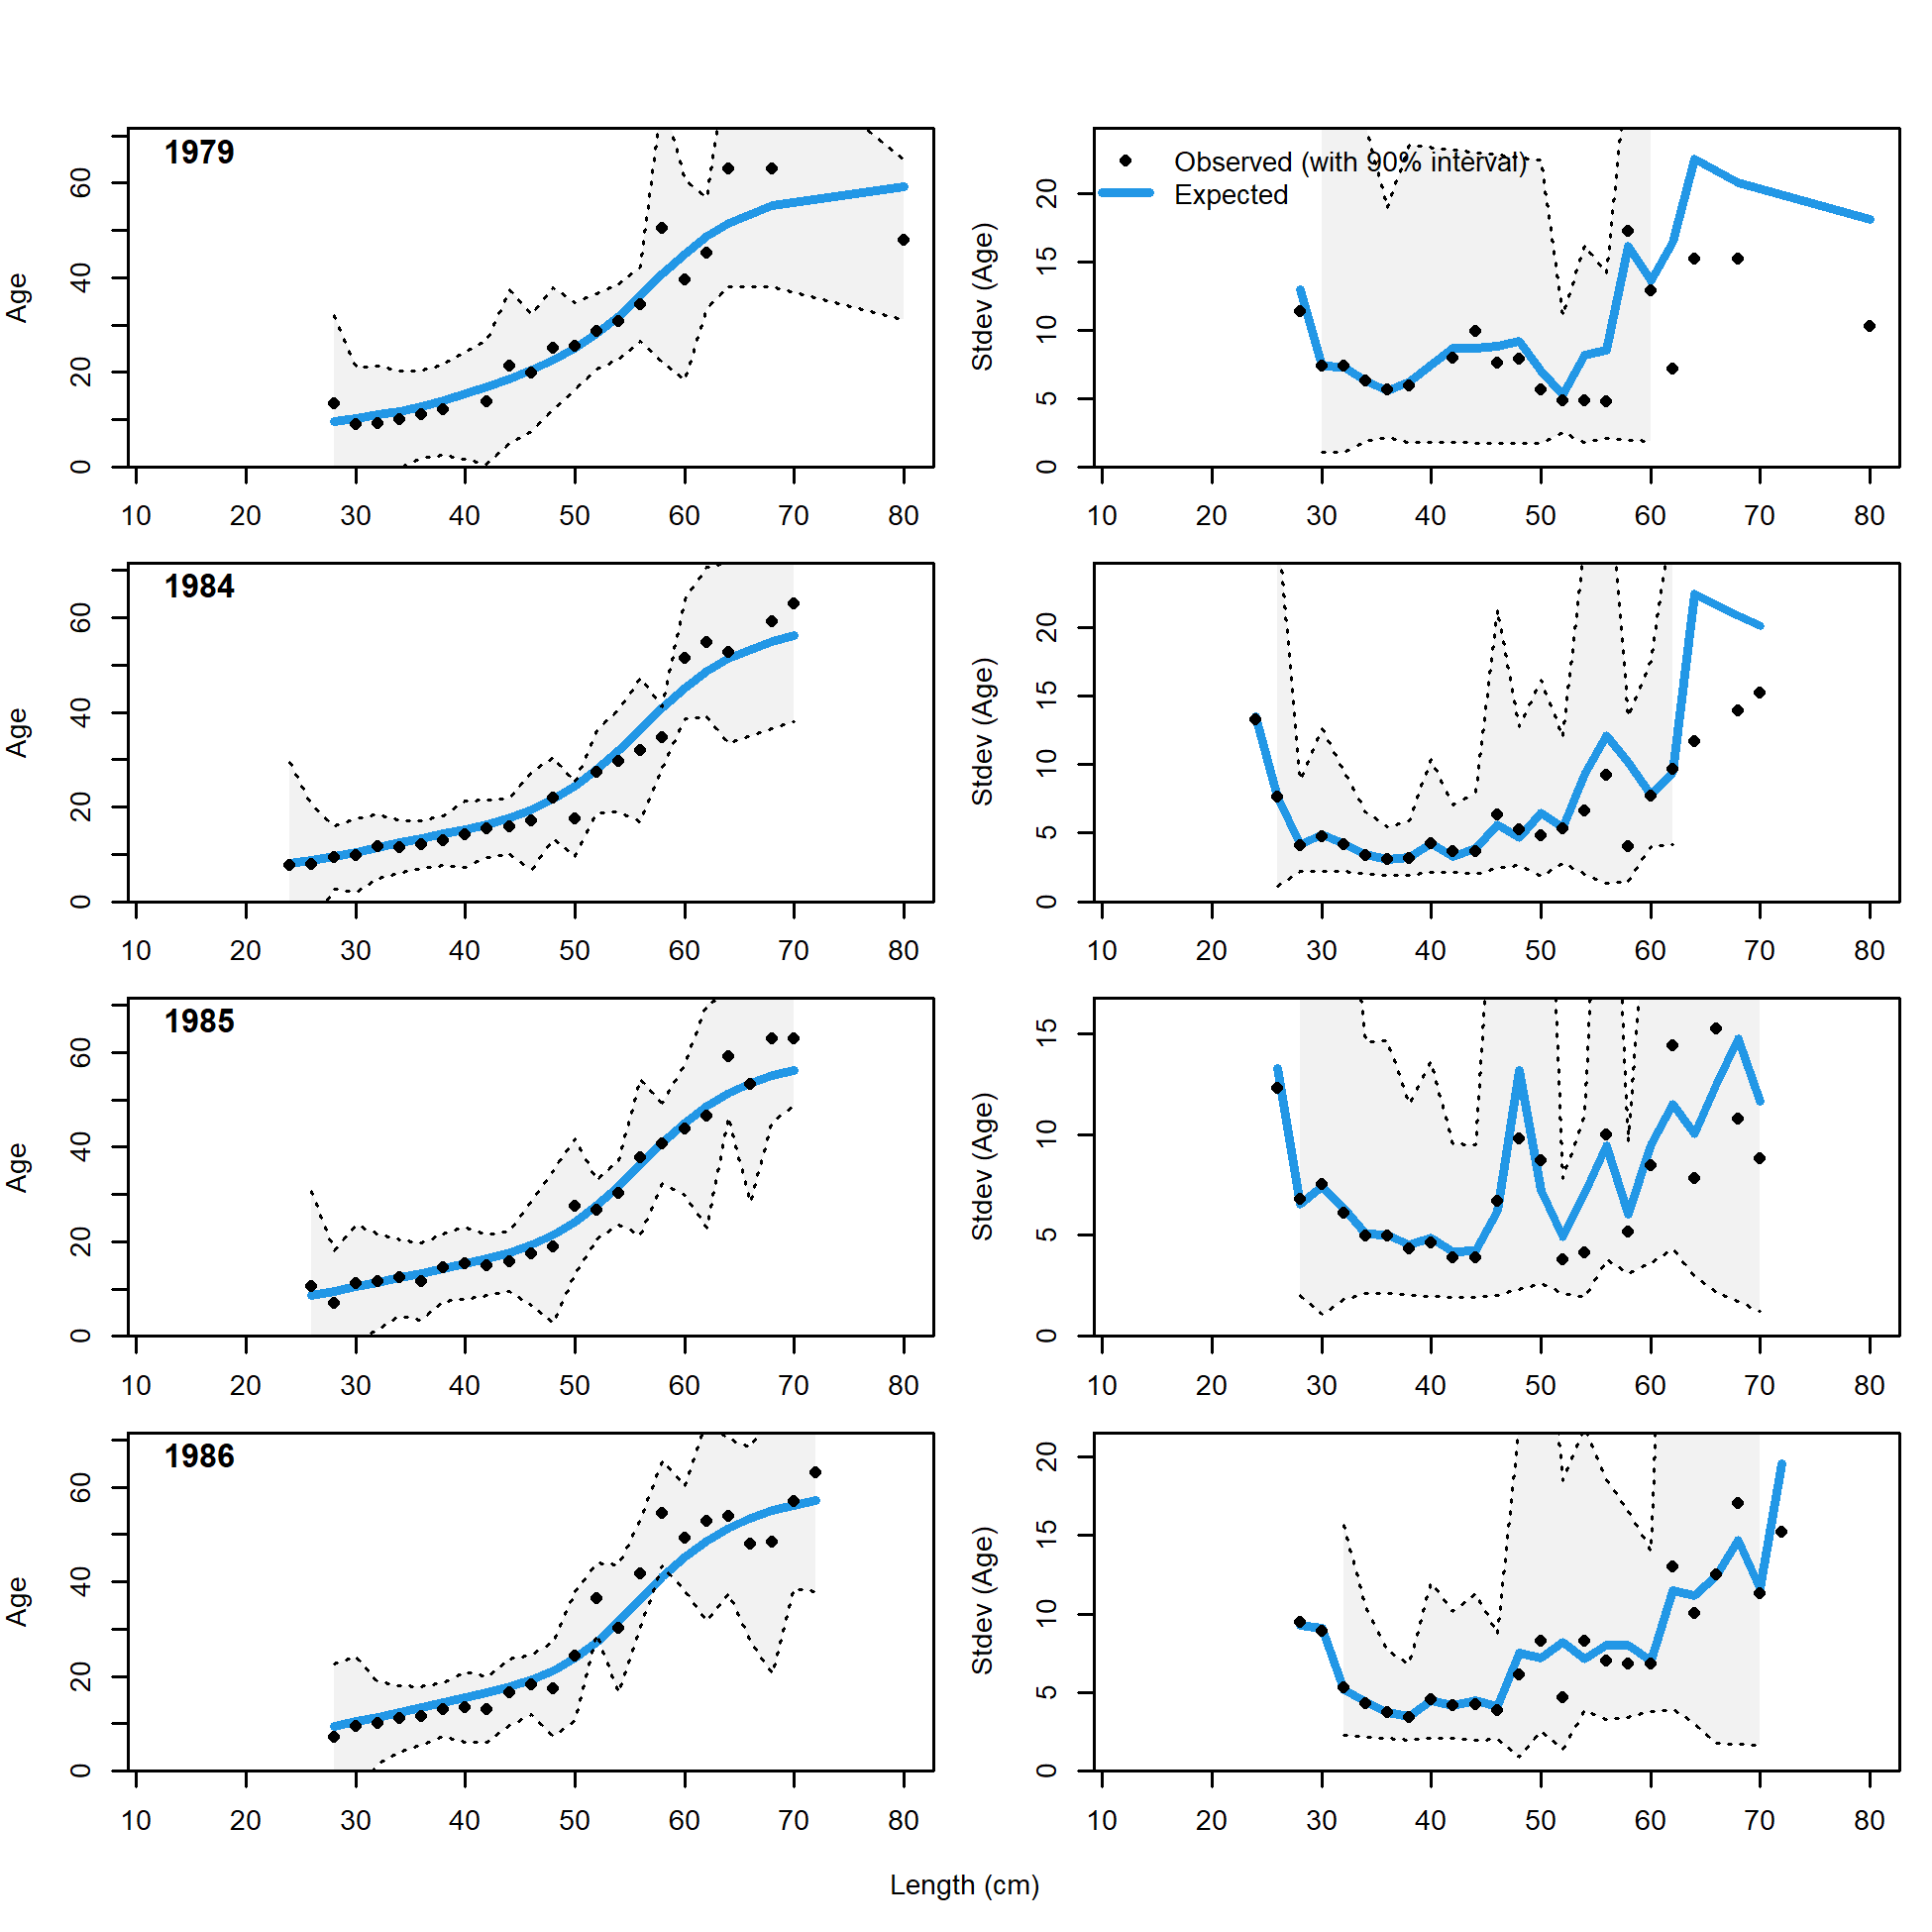 1979
Age
0 20 40 60
10 20 30 40 50 60 70 80
Observed (with 90% interval)
Expected
Stdev (Age)
0 5 10 15 20
10 20 30 40 50 60 70 80
1984
Age
0 20 40 60
10 20 30 40 50 60 70 80
Stdev (Age)
0 5 10 15 20
10 20 30 40 50 60 70 80
1985
Age
0 20 40 60
10 20 30 40 50 60 70 80
Stdev (Age)
0 5 10 15
10 20 30 40 50 60 70 80
1986
Age
0 20 40 60
10 20 30 40 50 60 70 80
Stdev (Age)
0 5 10 15 20
10 20 30 40 50 60 70 80
Length (cm)